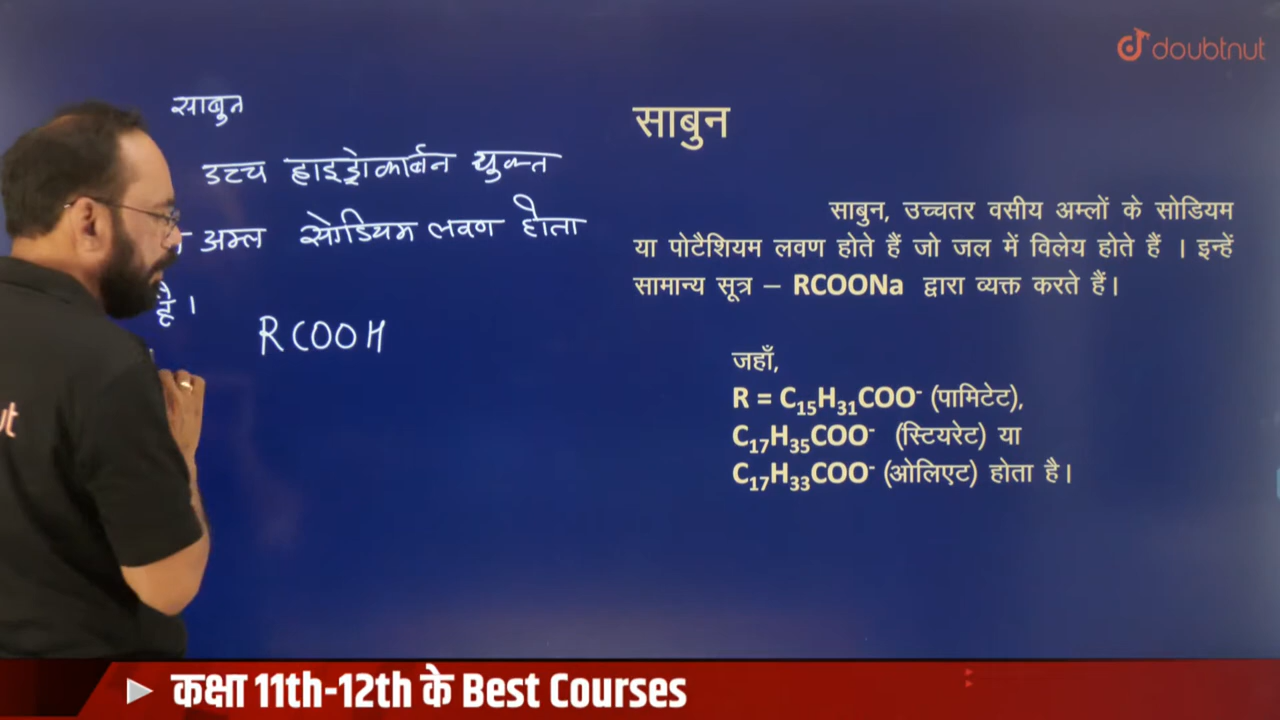 doubtnut
साबुन
उच्च हाइड्रोकार्बन युक्त
अम्ल सोडियम लवण होता
है ।
RCOOH
साबुन
साबुन, उच्चतर वसीय अम्लों के सोडियम
या पोटैशियम लवण होते हैं जो जल में विलेय होते हैं । इन्हें
सामान्य सूत्र – RCOONa द्वारा व्यक्त करते हैं।
जहाँ,
R = C₁₅H₃₁COO⁻ (पामिटेट),
C₁₇H₃₅COO⁻ (स्टियरेट) या
C₁₇H₃₃COO⁻ (ओलिएट) होता है।
कक्षा 11th-12th के Best Courses